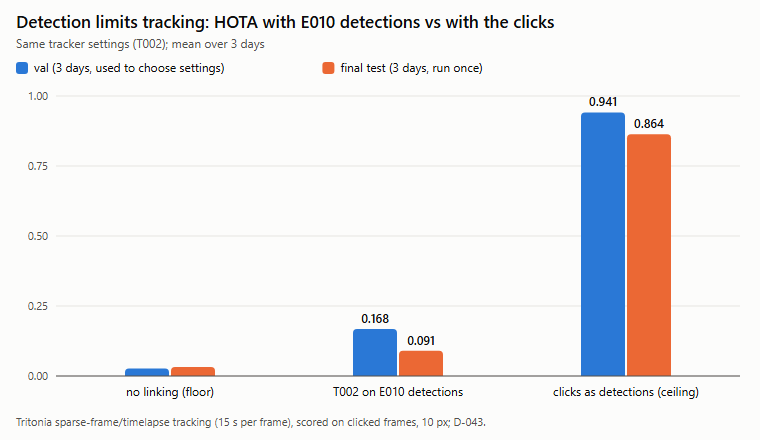 Detection limits tracking: HOTA with E010 detections vs with the clicks
Same tracker settings (T002); mean over 3 days
val (3 days, used to choose settings)
final test (3 days, run once)
1.00
0.75
0.50
0.25
0.00
0.168
0.091
0.941
0.864
no linking (floor)
T002 on E010 detections
clicks as detections (ceiling)
Tritonia sparse-frame/timelapse tracking (15 s per frame), scored on clicked frames, 10 px; D-043.